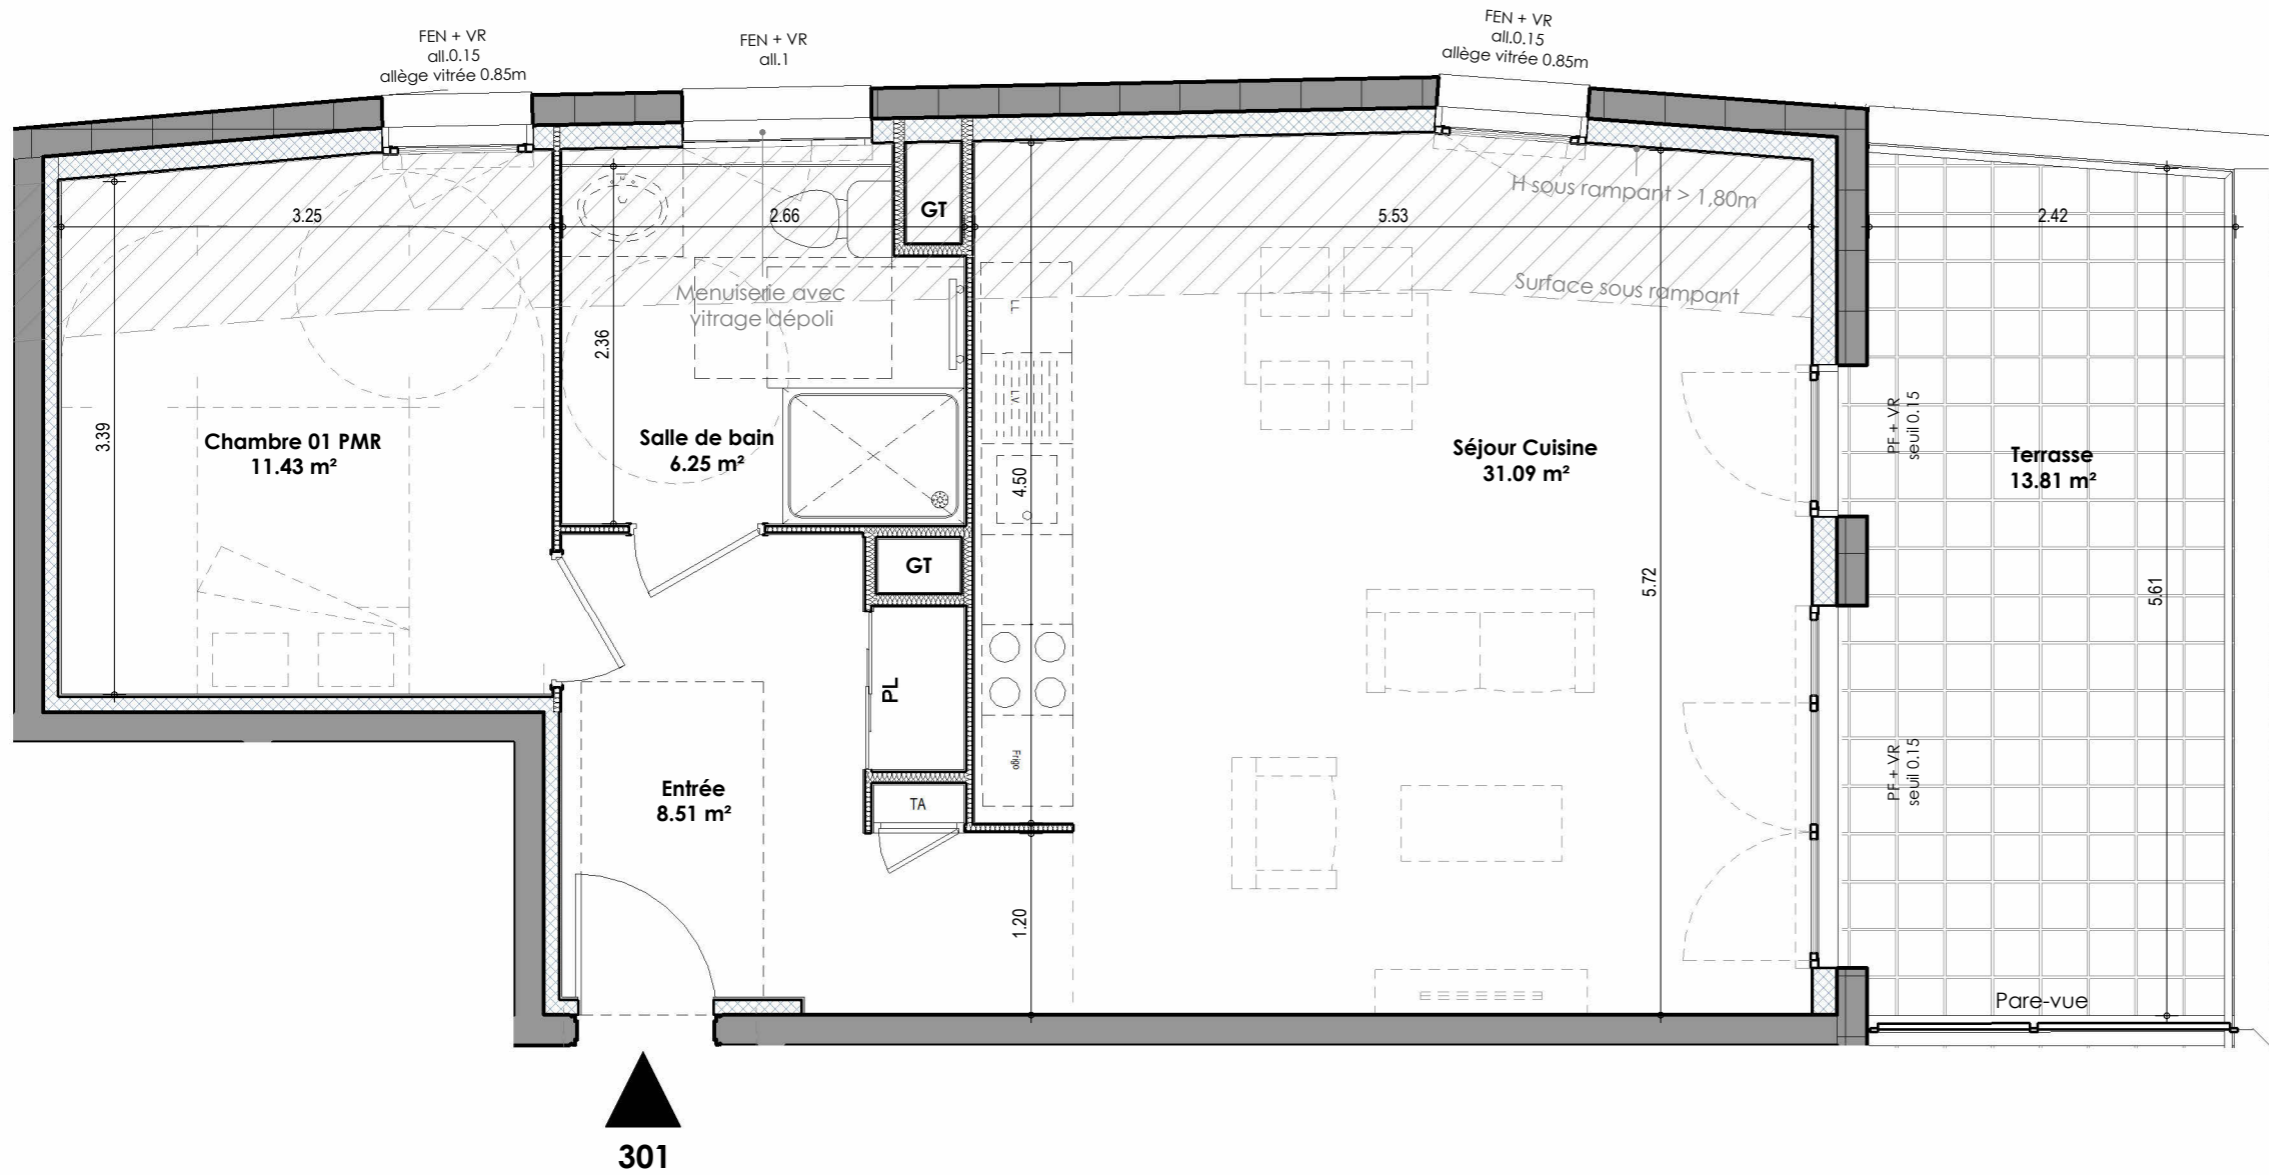 FEN + VR
all.0.15
allège vitrée 0.85m
FEN + VR
all.1
FEN + VR
all.0.15
allège vitrée 0.85m
H sous rampant > 1,80m
3.25
2.66
GT
5.53
2.42
Menuiserie avec
vitrage dépoli
Surface sous rampant
LL
2.36
LV
3.39
Chambre 01 PMR
11.43 m²
Salle de bain
6.25 m²
4.50
Séjour Cuisine
31.09 m²
PF + VR
seuil 0.15
Terrasse
13.81 m²
GT
5.72
5.61
PL
Frigo
Entrée
8.51 m²
TA
PF + VR
seuil 0.15
1.20
Pare-vue
301